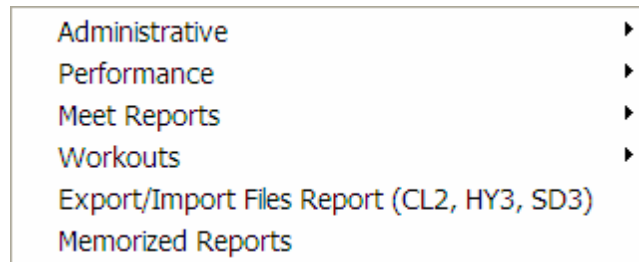 Administrative
Performance
Meet Reports
Workouts
Export/Import Files Report (CL2, HY3, SD3)
Memorized Reports